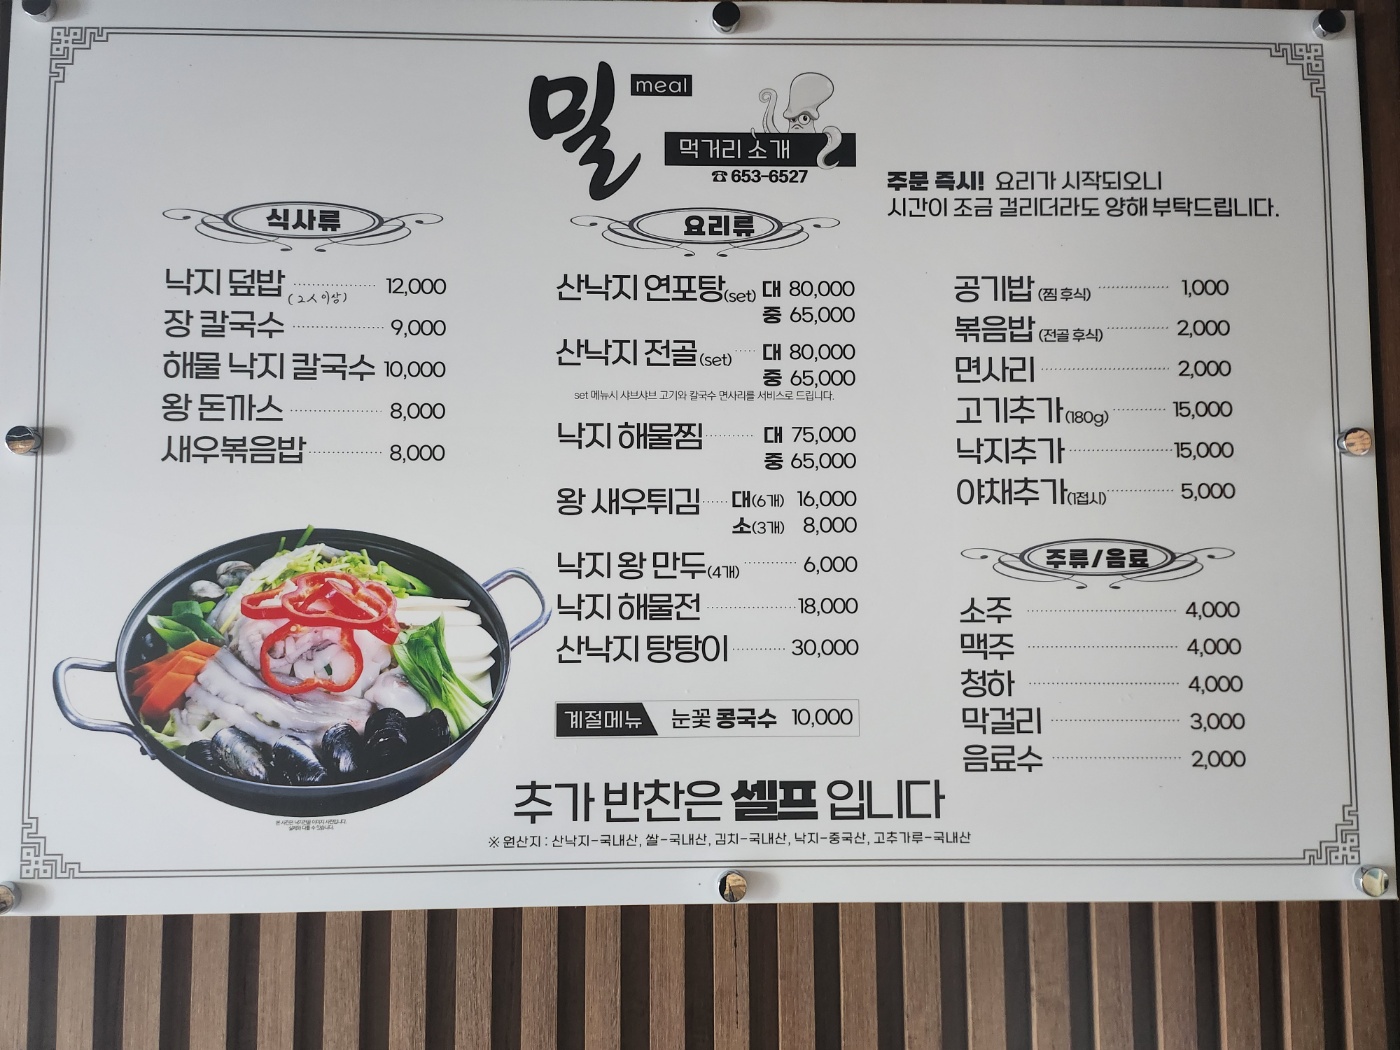 밀 meal
먹거리 소개
☎ 653-6527
주문 즉시! 요리가 시작되오니
시간이 조금 걸리더라도 양해 부탁드립니다.
식사류
낙지 덮밥 12,000
(2人 이상)
장 칼국수 9,000
해물 낙지 칼국수 10,000
왕 돈까스 8,000
새우볶음밥 8,000
요리류
산낙지 연포탕(set) 대 80,000
중 65,000
산낙지 전골(set) 대 80,000
중 65,000
set 메뉴시 샤브샤브 고기와 칼국수 면사리를 서비스로 드립니다.
낙지 해물찜 대 75,000
중 65,000
왕 새우튀김 대(6개) 16,000
소(3개) 8,000
낙지 왕 만두(4개) 6,000
낙지 해물전 18,000
산낙지 탕탕이 30,000
계절메뉴 눈꽃 콩국수 10,000
공기밥 (찜 후식) 1,000
볶음밥 (전골 후식) 2,000
면사리 2,000
고기추가 (180g) 15,000
낙지추가 15,000
야채추가(1접시) 5,000
주류/음료
소주 4,000
맥주 4,000
청하 4,000
막걸리 3,000
음료수 2,000
추가 반찬은 셀프 입니다
※ 원산지 : 산낙지-국내산, 쌀-국내산, 김치-국내산, 낙지-중국산, 고추가루-국내산